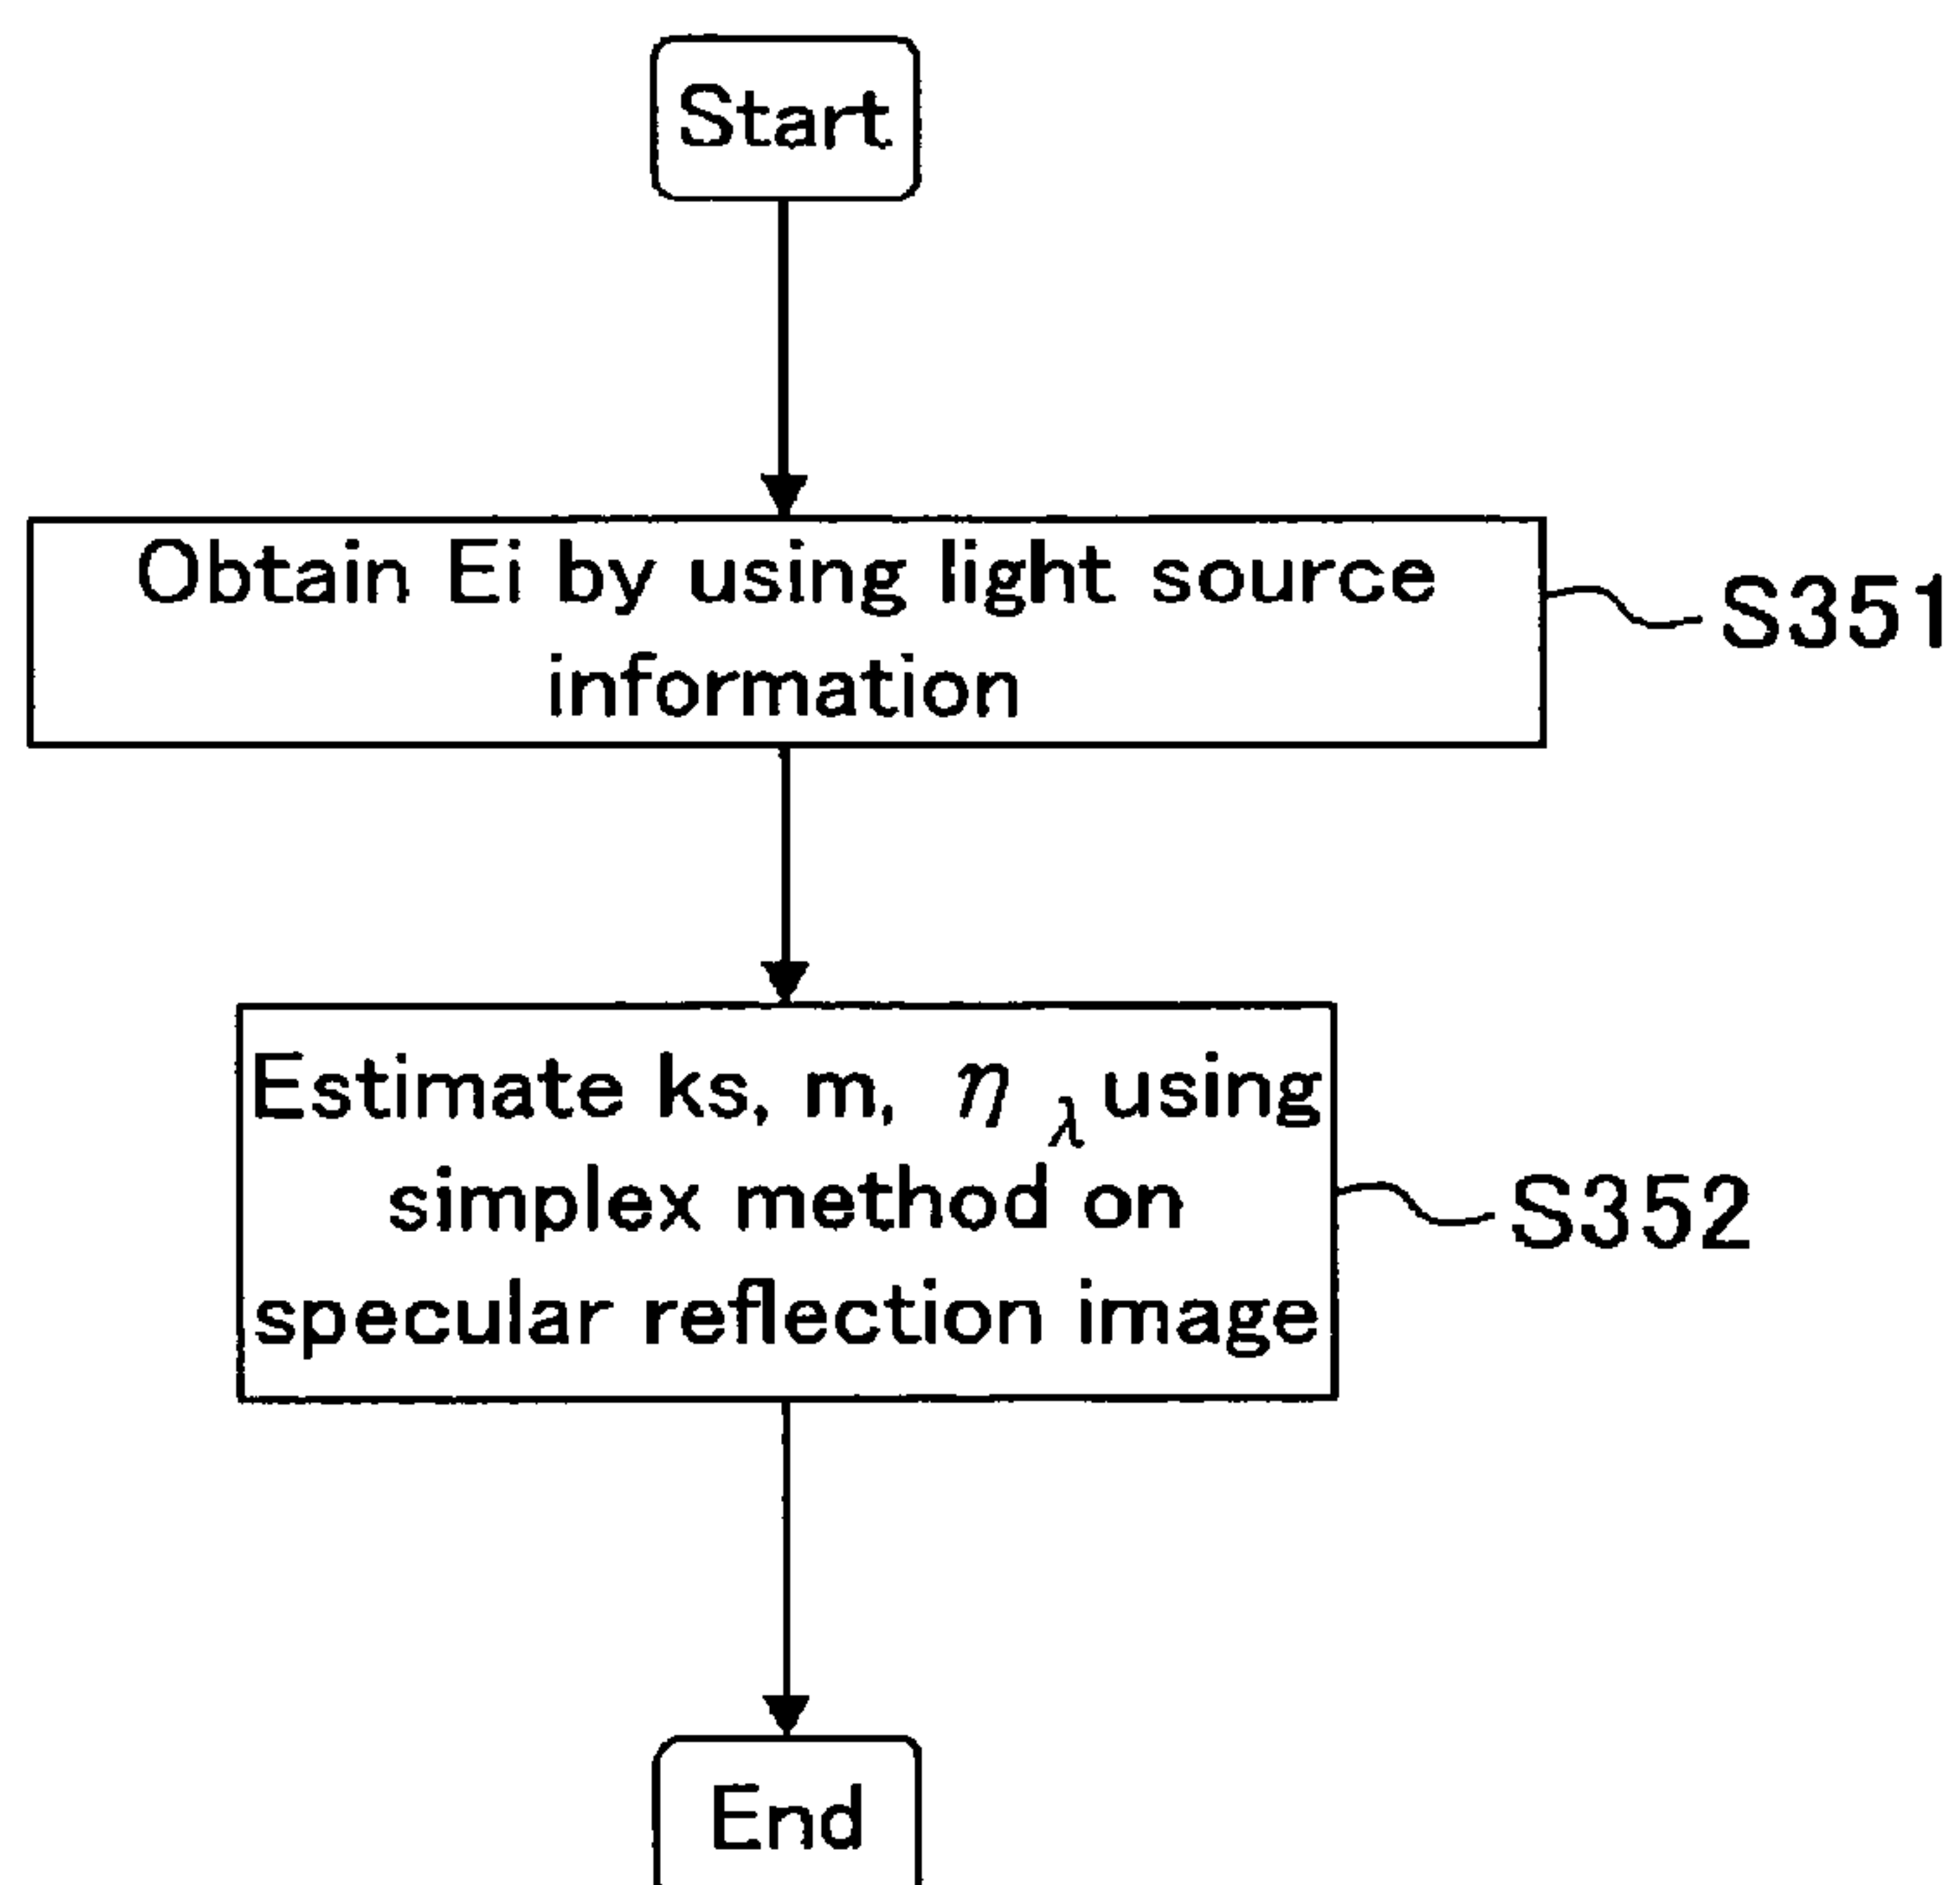 Start
Obtain Ei by using light source
information
S351
Estimate ks, m, η λ using
simplex method on
specular reflection image
S352
End